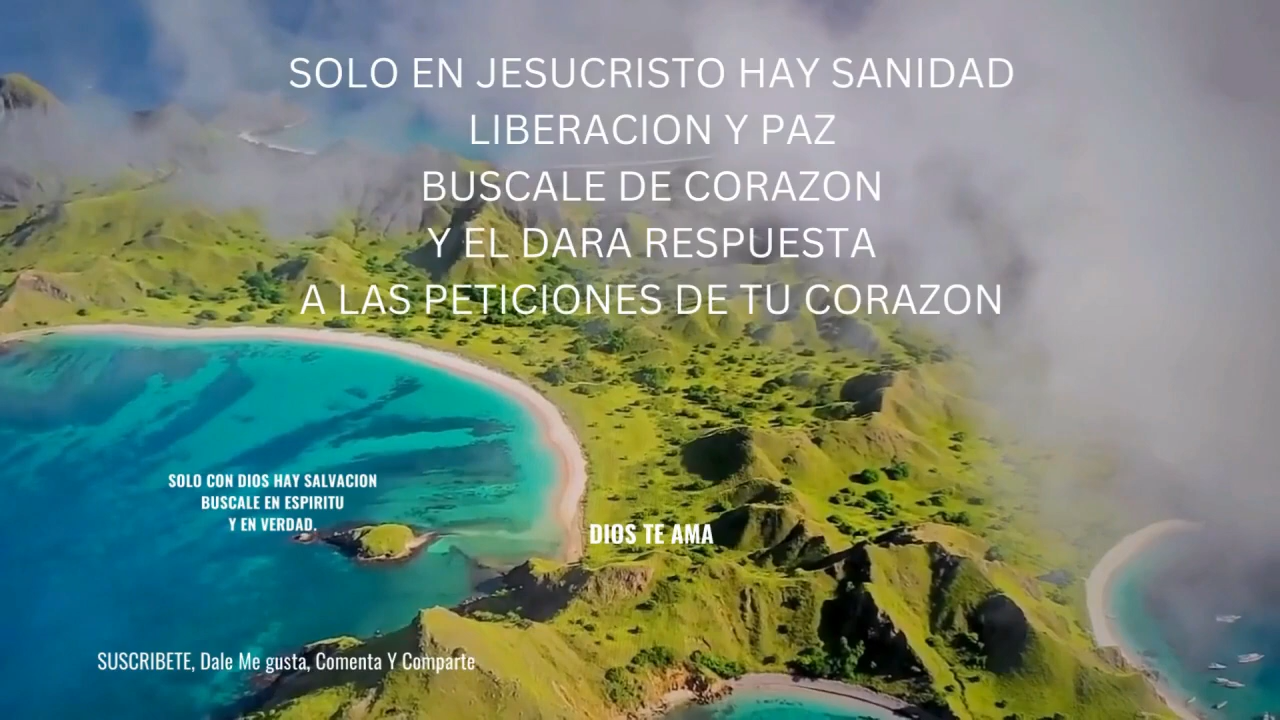 SOLO EN JESUCRISTO HAY SANIDAD
LIBERACION Y PAZ
BUSCALE DE CORAZON
Y EL DARA RESPUESTA
A LAS PETICIONES DE TU CORAZON
SOLO CON DIOS HAY SALVACION
BUSCALE EN ESPIRITU
Y EN VERDAD.
DIOS TE AMA
SUSCRIBETE, Dale Me gusta, Comenta Y Comparte